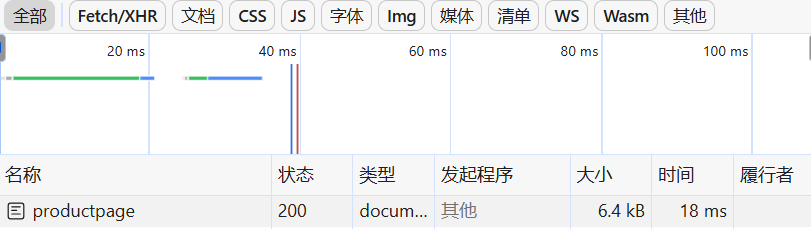 全部 Fetch/XHR 文档 CSS JS 字体 Img 媒体 清单 WS Wasm 其他
20 ms 40 ms 60 ms 80 ms 100 ms
名称 状态 类型 发起程序 大小 时间 履行者
productpage 200 docum... 其他 6.4 kB 18 ms